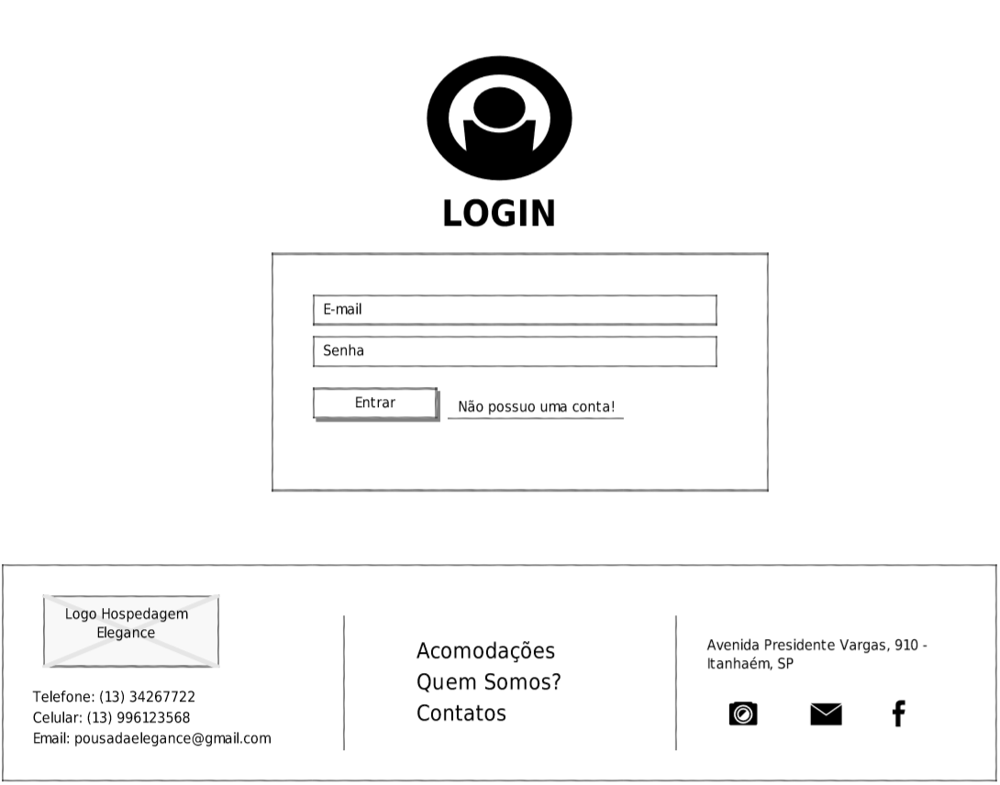 LOGIN
E-mail
Senha
Entrar
Não possuo uma conta!
Logo Hospedagem
Elegance
Telefone: (13) 34267722
Celular: (13) 996123568
Email: pousadaelegance@gmail.com
Acomodações
Quem Somos?
Contatos
Avenida Presidente Vargas, 910 -
Itanhaém, SP